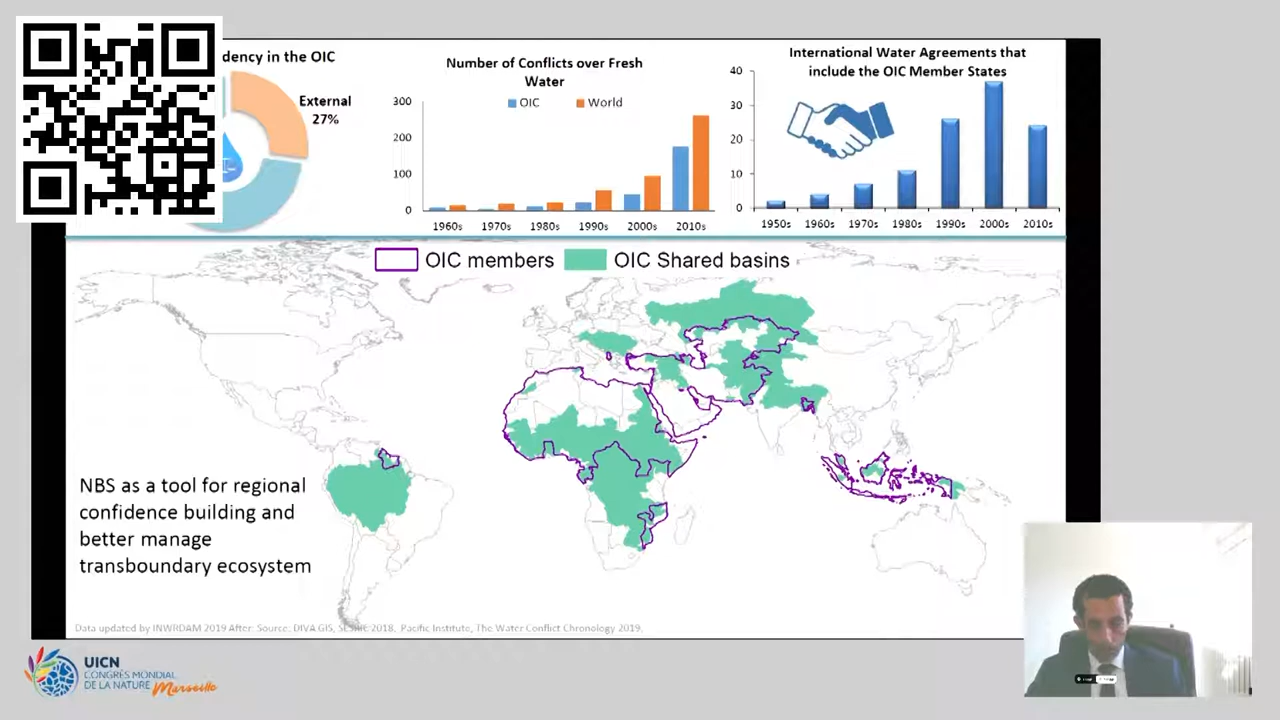 dency in the OIC
External
27%
Number of Conflicts over Fresh
Water
OIC
World
300
200
100
0
1960s
1970s
1980s
1990s
2000s
2010s
International Water Agreements that
include the OIC Member States
40
30
20
10
0
1950s
1960s
1970s
1980s
1990s
2000s
2010s
OIC members
OIC Shared basins
NBS as a tool for regional
confidence building and
better manage
transboundary ecosystem
Data updated by INWRDAM 2019 After: Source: DIVA GIS, SESRIC 2018, Pacific Institute, The Water Conflict Chronology 2019.
UICN
CONGRÈS MONDIAL
DE LA NATURE
Marseille